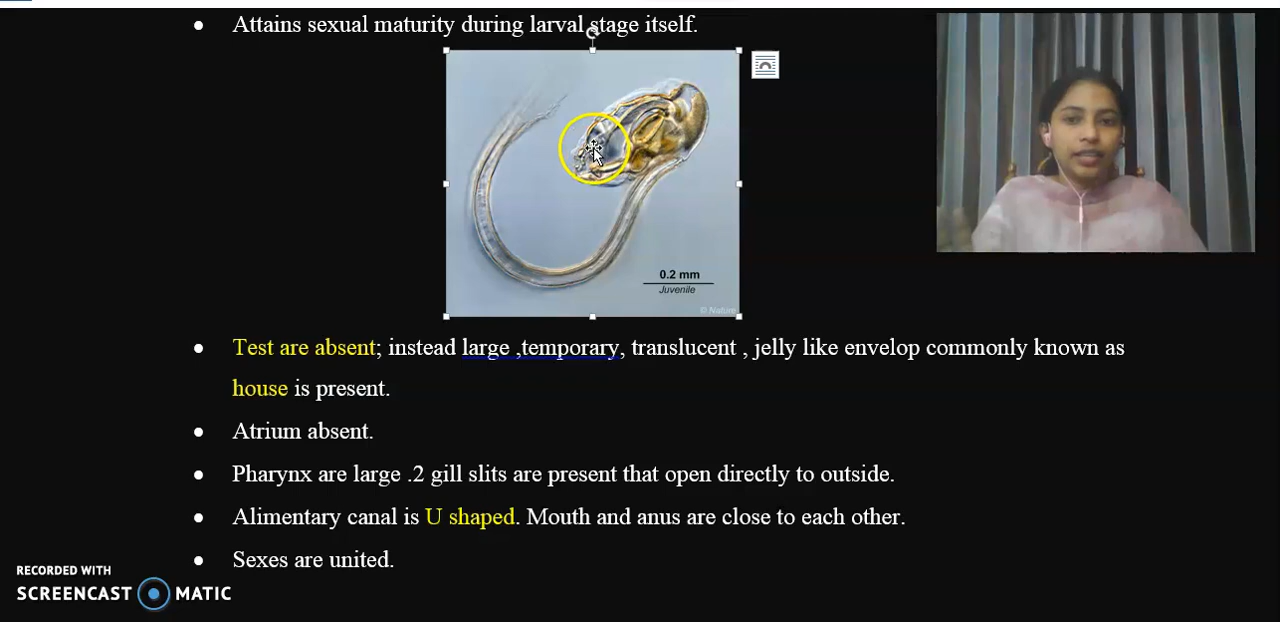 Attains sexual maturity during larval stage itself.
0.2 mm
Juvenile
Test are absent; instead large ,temporary, translucent , jelly like envelop commonly known as
house is present.
Atrium absent.
Pharynx are large .2 gill slits are present that open directly to outside.
Alimentary canal is U shaped. Mouth and anus are close to each other.
Sexes are united.
RECORDED WITH
SCREENCAST MATIC